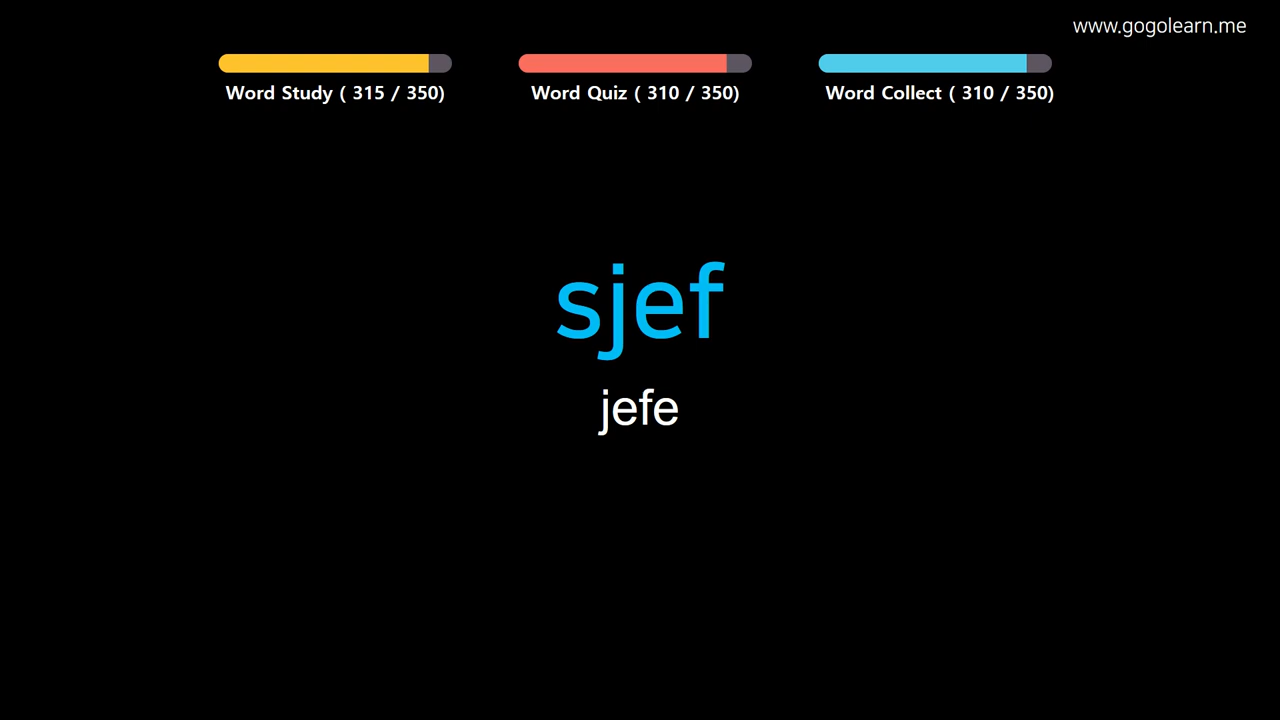 www.gogolearn.me
Word Study ( 315 / 350)
Word Quiz ( 310 / 350)
Word Collect ( 310 / 350)
sjef
jefe